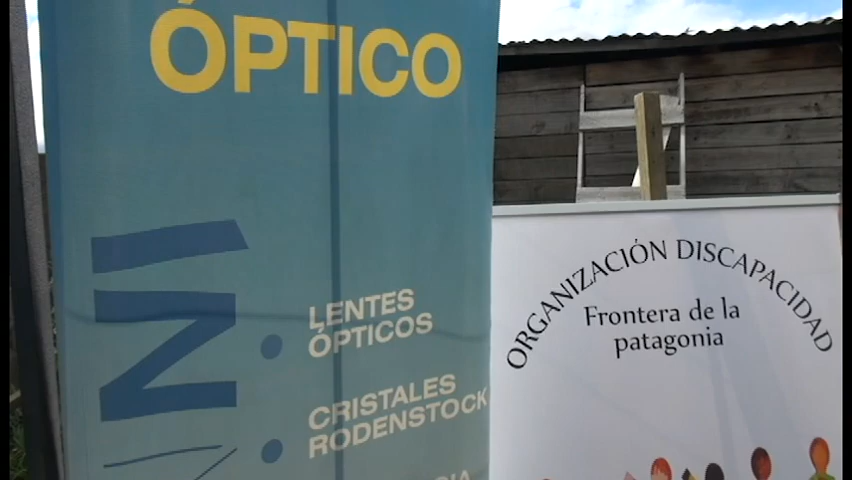 ÓPTICO
LENTES
ÓPTICOS
CRISTALES
RODENSTOCK
ORGANIZACIÓN DISCAPACIDAD
Frontera de la
patagonia